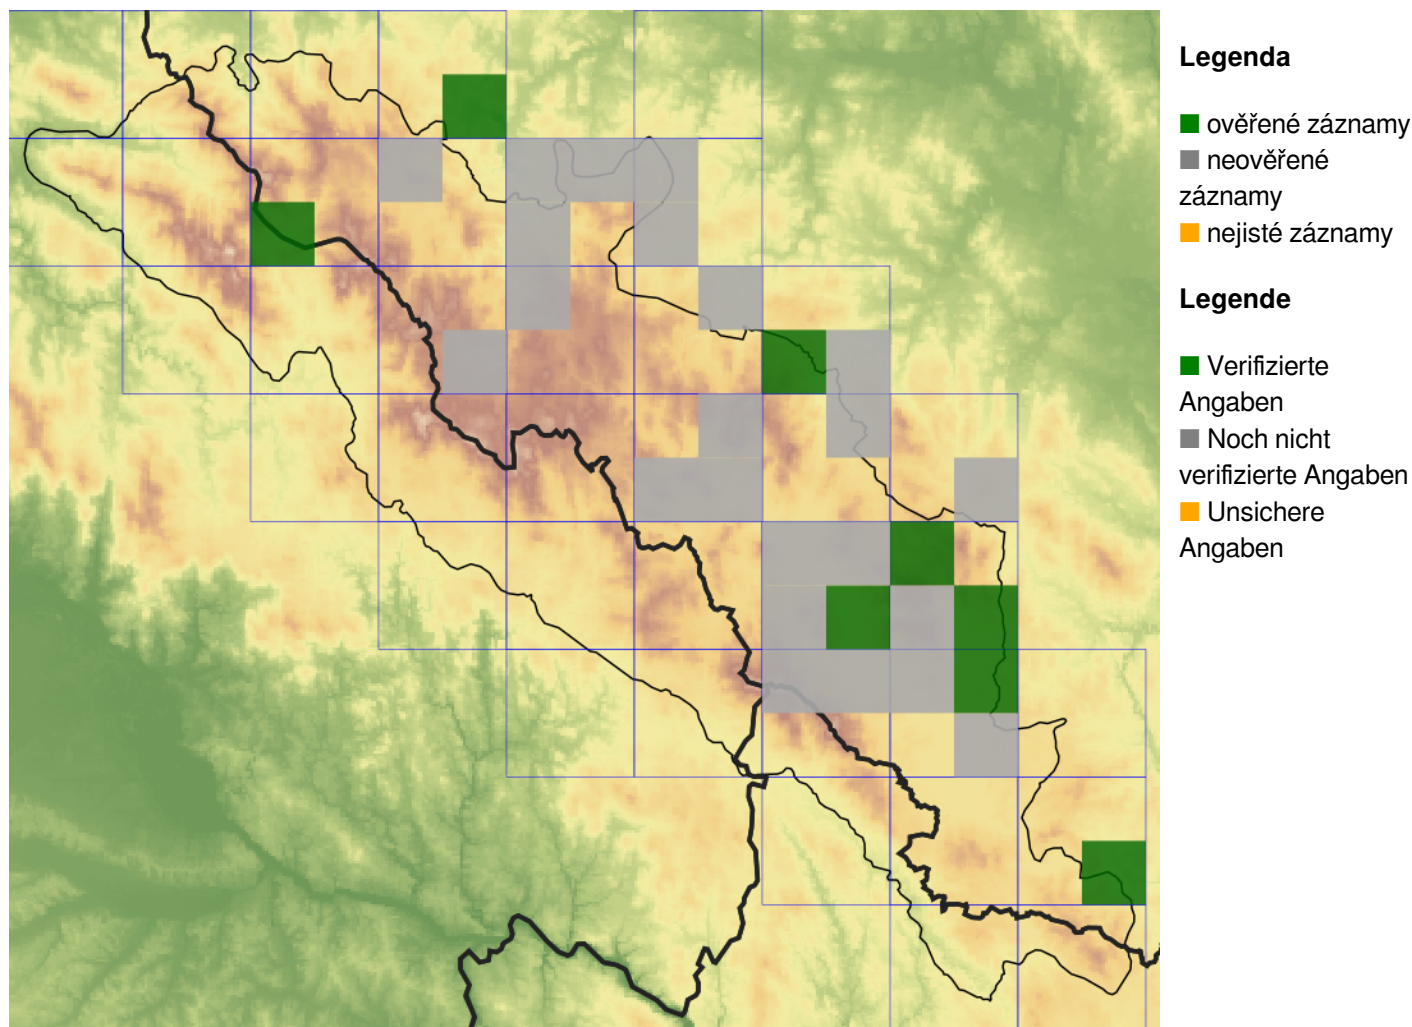 Legenda
ověřené záznamy
neověřené
záznamy
nejisté záznamy
Legende
Verifizierte
Angaben
Noch nicht
verifizierte Angaben
Unsichere
Angaben